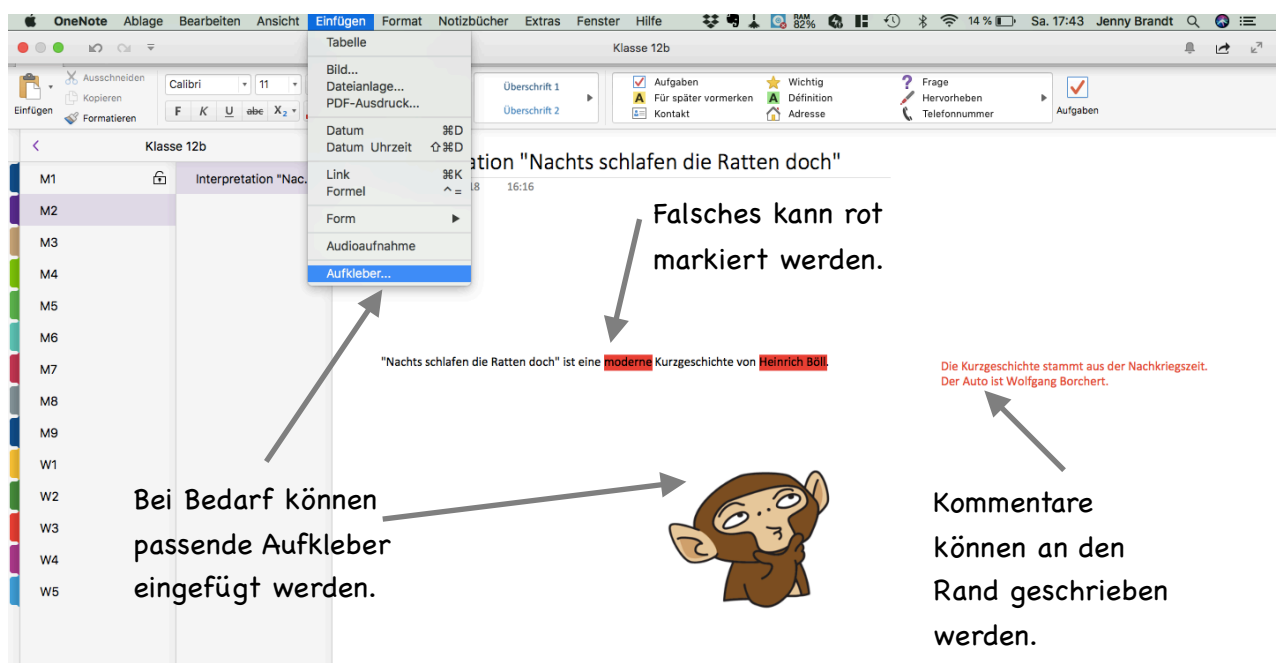 OneNote Ablage Bearbeiten Ansicht Einfügen Format Notizbücher Extras Fenster Hilfe RAM 82% 14 % Sa. 17:43 Jenny Brandt
Klasse 12b
Einfügen
Ausschneiden
Kopieren
Formatieren
Calibri 11
F K U abc X2
Überschrift 1
Überschrift 2
Aufgaben
Für später vormerken
Kontakt
Wichtig
Définition
Adresse
Frage
Hervorheben
Telefonnummer
Aufgaben
Tabelle
Bild...
Dateianlage...
PDF-Ausdruck...
Datum ⌘D
Datum Uhrzeit ⇧⌘D
Link ⌘K
Formel ^=
Form
Audioaufnahme
Aufkleber...
Klasse 12b
M1
M2
M3
M4
M5
M6
M7
M8
M9
W1
W2
W3
W4
W5
Interpretation "Nac.
ation "Nachts schlafen die Ratten doch"
18 16:16
Falsches kann rot
markiert werden.
"Nachts schlafen die Ratten doch" ist eine moderne Kurzgeschichte von Heinrich Böll.
Die Kurzgeschichte stammt aus der Nachkriegszeit.
Der Auto ist Wolfgang Borchert.
Bei Bedarf können
passende Aufkleber
eingefügt werden.
Kommentare
können an den
Rand geschrieben
werden.